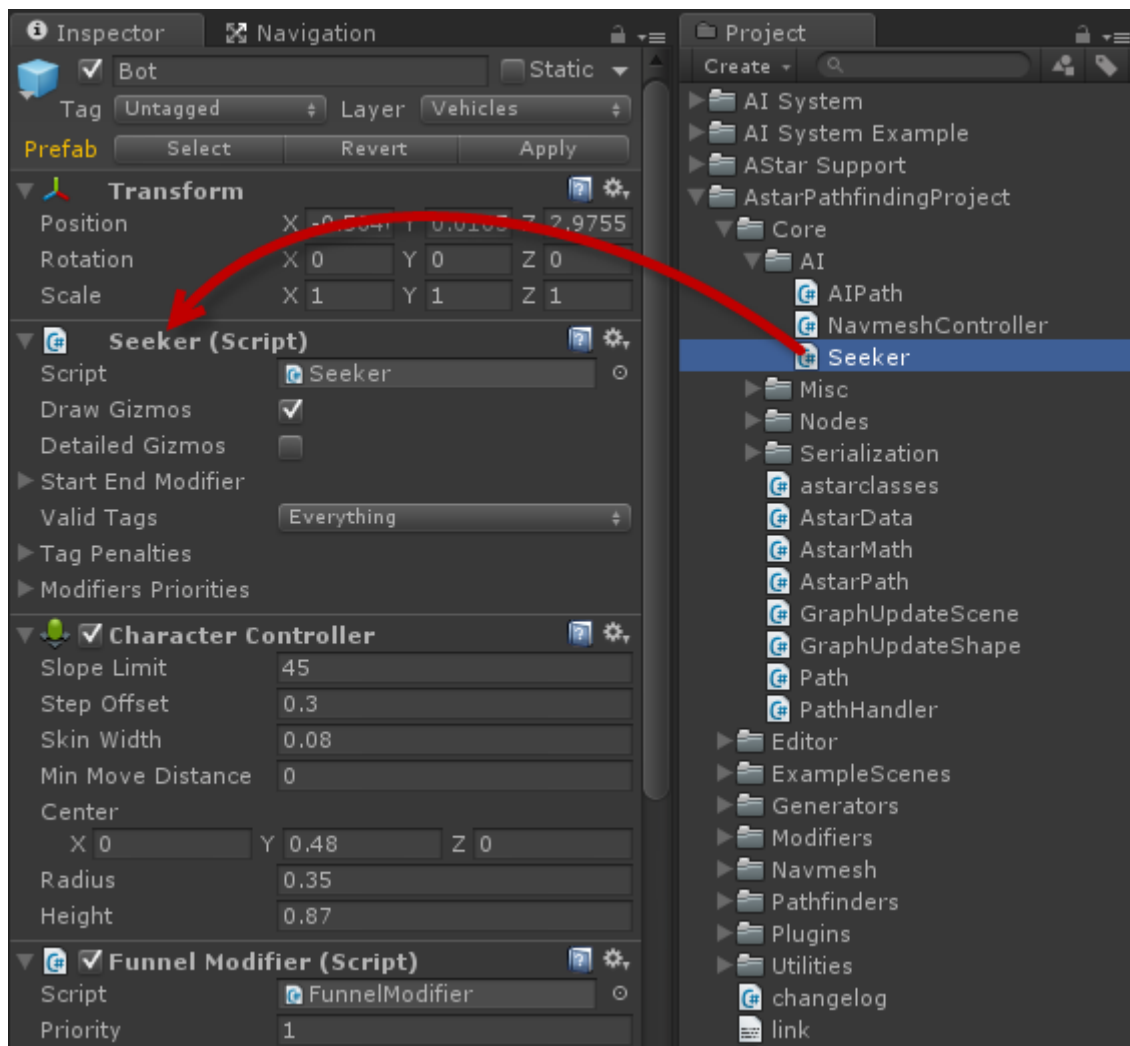 Inspector
Navigation
Bot
Static
Tag Untagged Layer Vehicles
Prefab Select Revert Apply
Transform
Position X Y Z 2.9755
Rotation X 0 Y 0 Z 0
Scale X 1 Y 1 Z 1
Seeker (Script)
Script Seeker
Draw Gizmos
Detailed Gizmos
Start End Modifier
Valid Tags Everything
Tag Penalties
Modifiers Priorities
Character Controller
Slope Limit 45
Step Offset 0.3
Skin Width 0.08
Min Move Distance 0
Center
X 0 Y 0.48 Z 0
Radius 0.35
Height 0.87
Funnel Modifier (Script)
Script FunnelModifier
Priority 1
Project
Create
AI System
AI System Example
AStar Support
AstarPathfindingProject
Core
AI
AIPath
NavmeshController
Seeker
Misc
Nodes
Serialization
astarclasses
AstarData
AstarMath
AstarPath
GraphUpdateScene
GraphUpdateShape
Path
PathHandler
Editor
ExampleScenes
Generators
Modifiers
Navmesh
Pathfinders
Plugins
Utilities
changelog
link